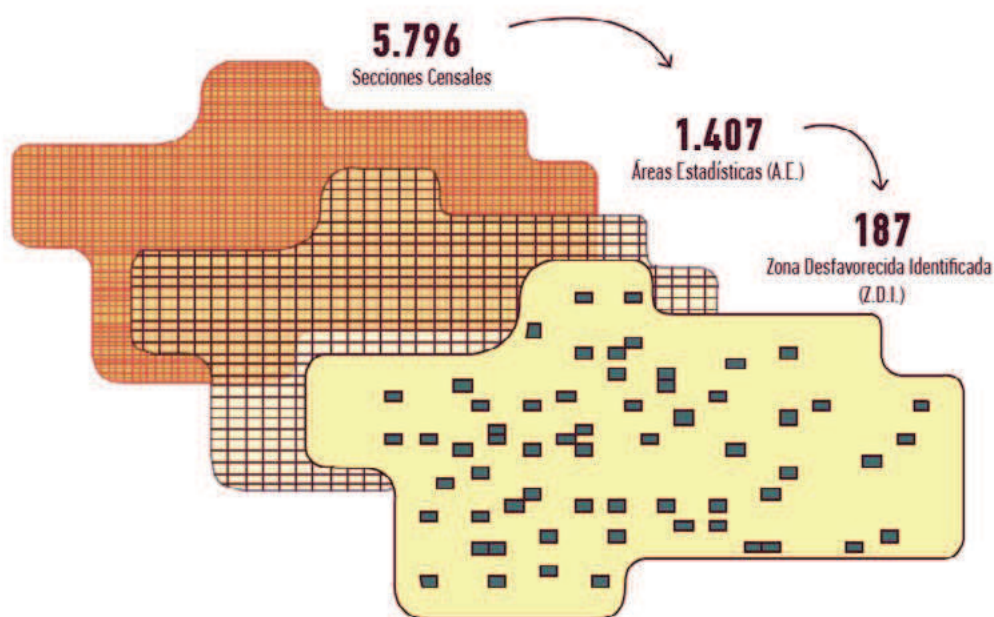 5.796
Secciones Censales
1.407
Áreas Estadísticas (A.E.)
187
Zona Desfavorecida Identificada
(Z.D.I.)